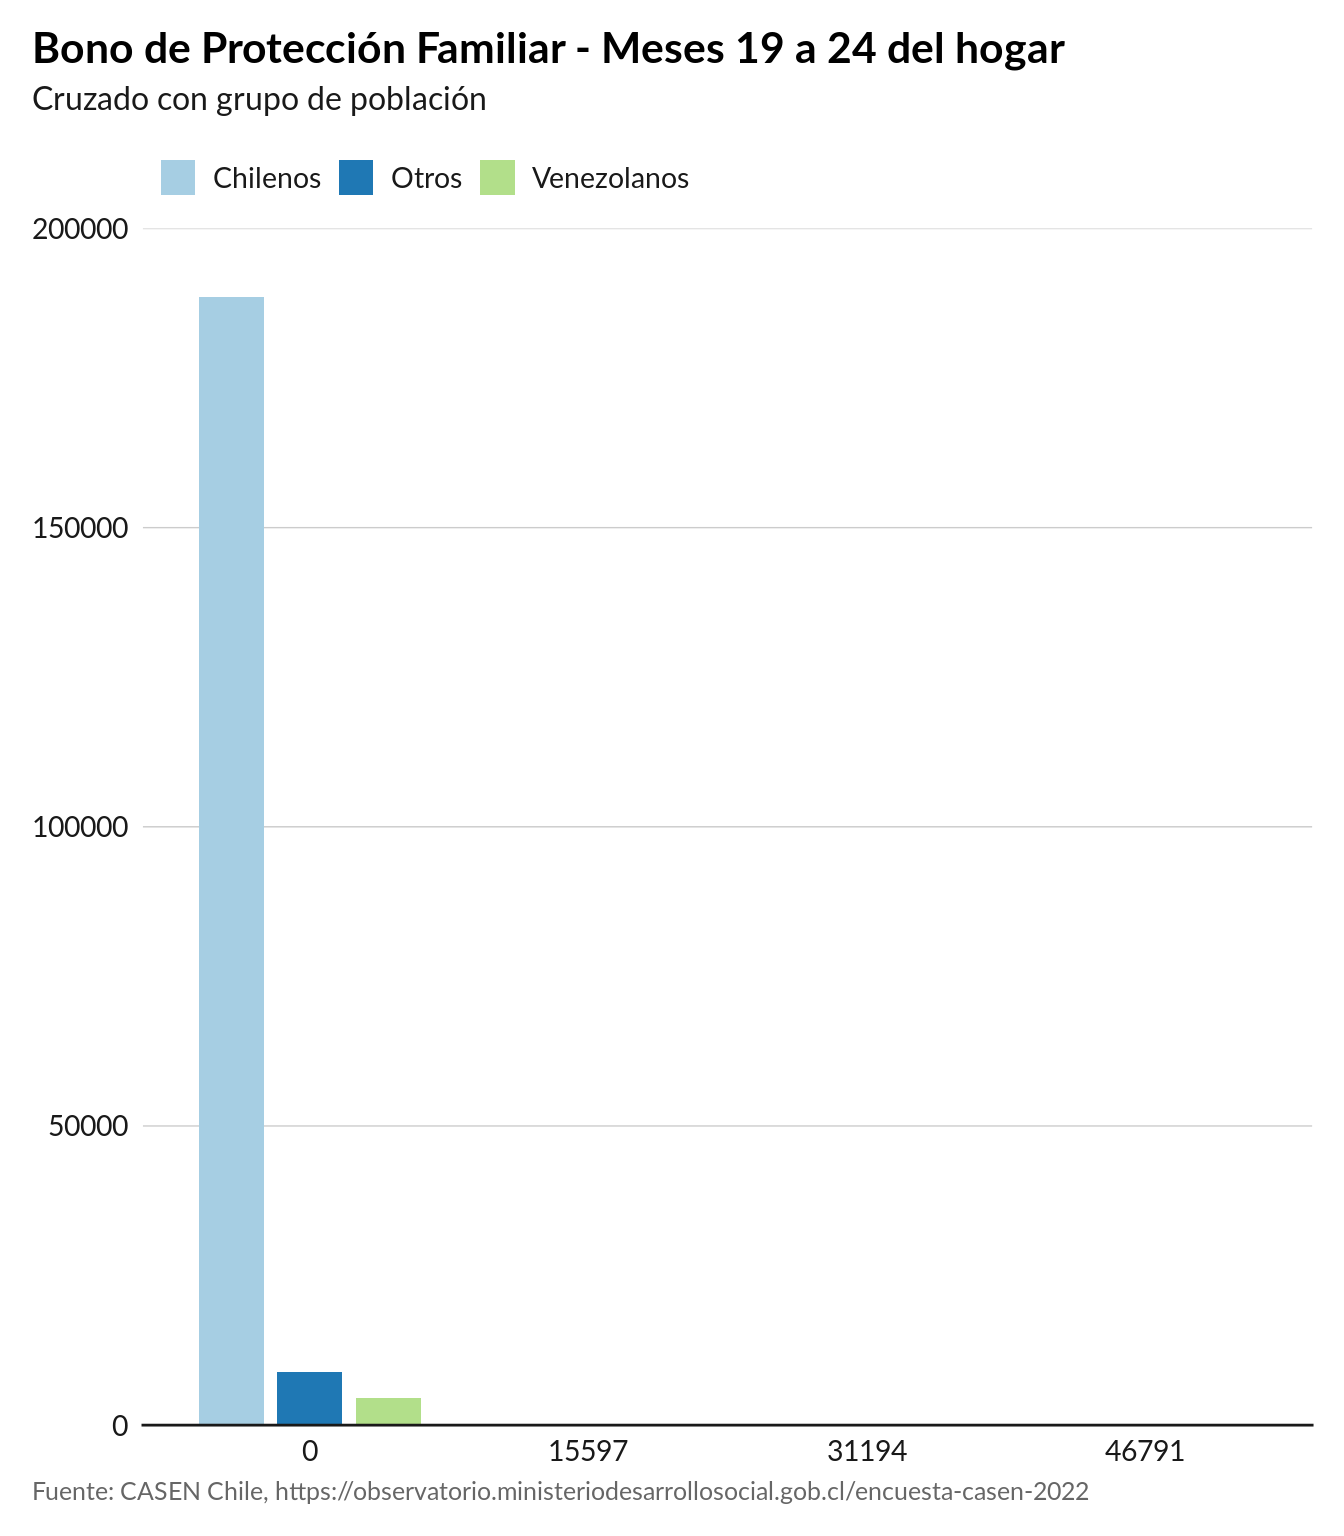 Bono de Protección Familiar - Meses 19 a 24 del hogar
Cruzado con grupo de población
Chilenos Otros Venezolanos
200000
150000
100000
50000
0
0 15597 31194 46791
Fuente: CASEN Chile, https://observatorio.ministeriodesarrollosocial.gob.cl/encuesta-casen-2022